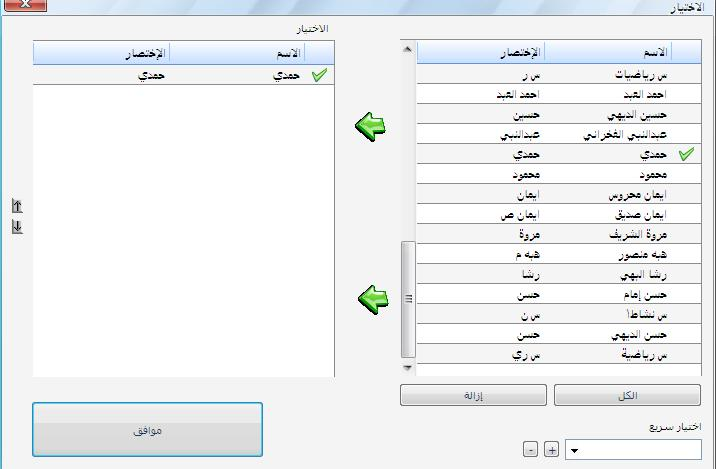 الاختيار
الاسم الإختصار
س رياضيات س ر
احمد العبد احمد العبد
حسين الديهي حسين
عبدالنبي الفخراني عبدالنبي
حمدي حمدي
محمود محمود
ايمان محروس ايمان
ايمان صديق ايمان ص
مروة الشريف مروة
هبه منصور هبه م
رشا البهي رشا
حسن إمام حسن
س نشاط١ س ن
حسن الديهي حسن
س رياضية س ري
الكل إزالة
اختيار سريع
+ -
الاختيار
الاسم الإختصار
حمدي حمدي
موافق